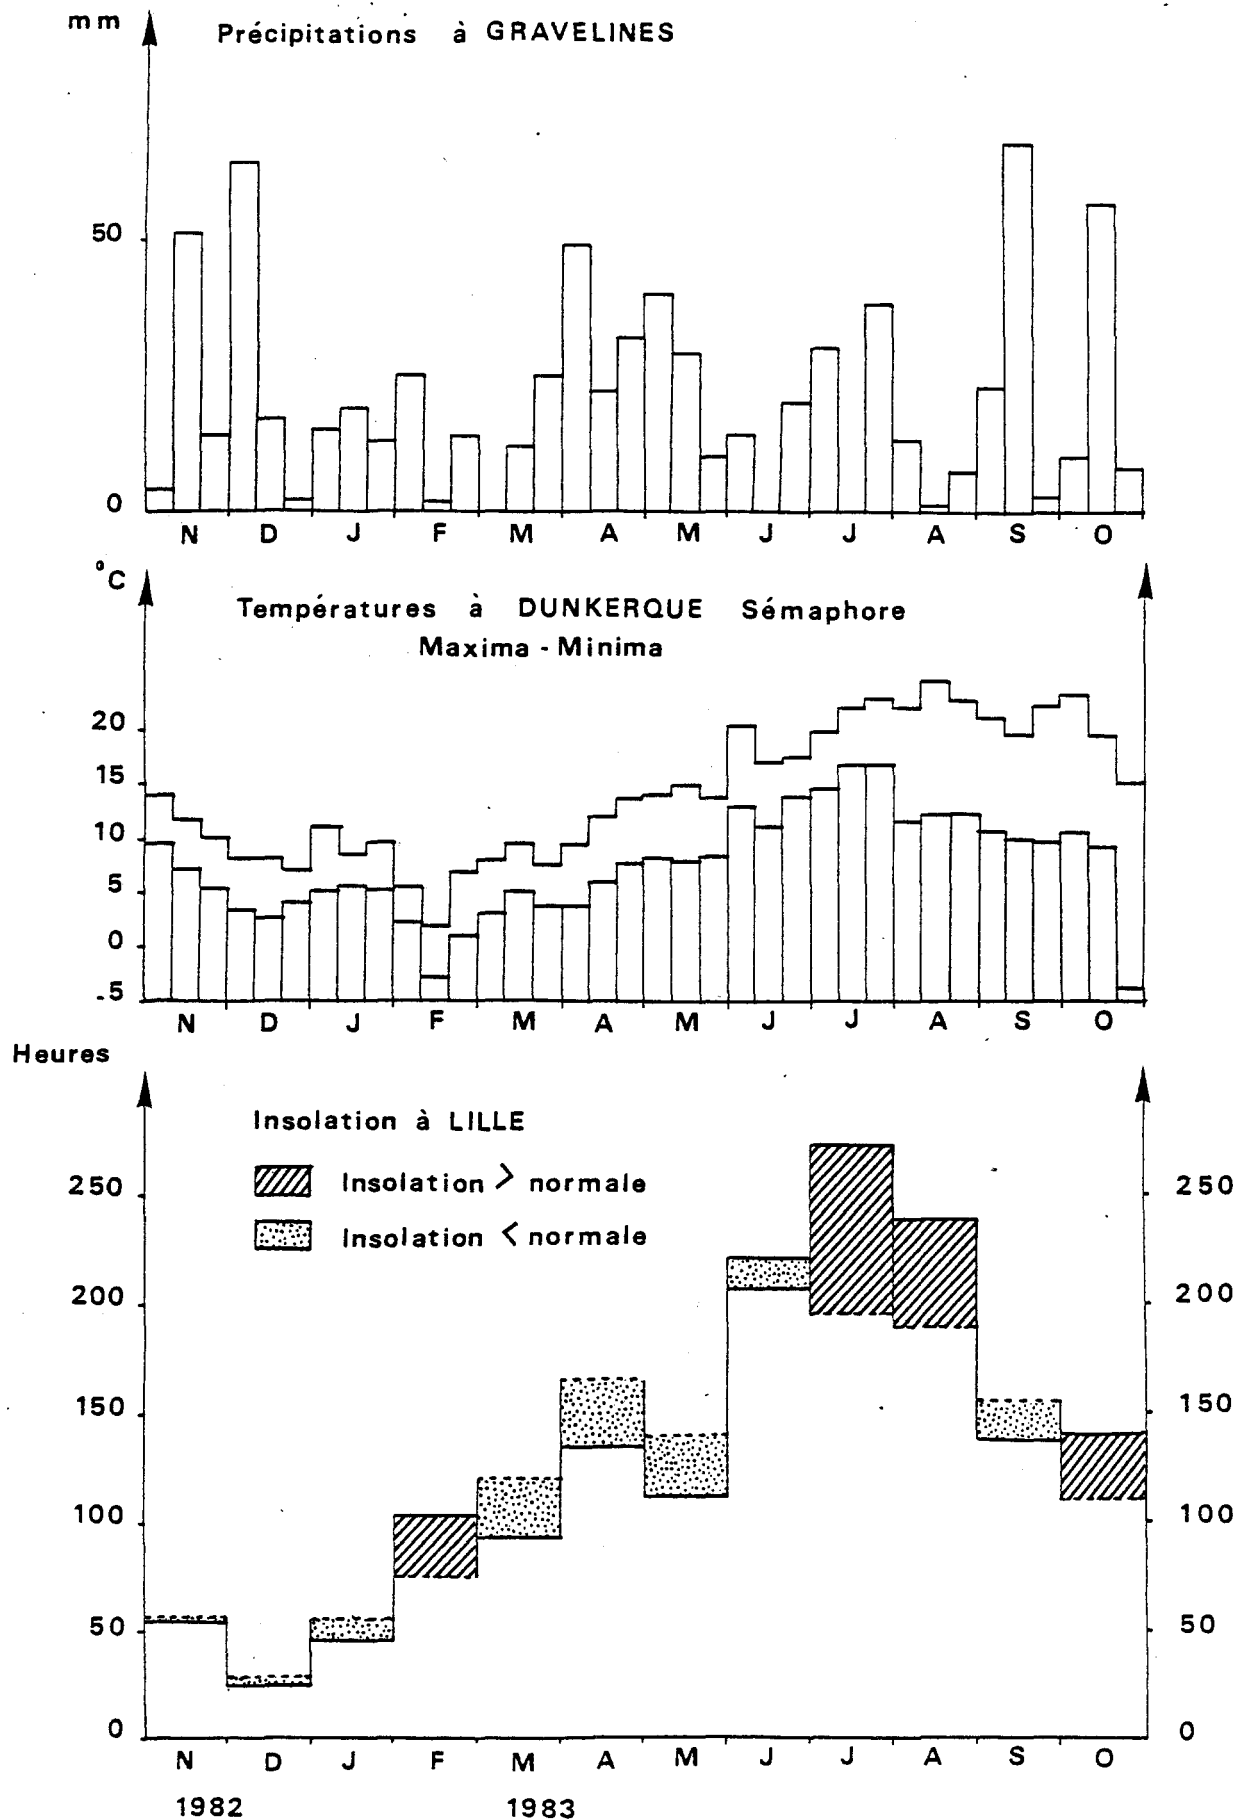 mm
Précipitations à GRAVELINES
50
0
N D J F M A M J J A S O
°C
Températures à DUNKERQUE Sémaphore
Maxima - Minima
20
15
10
5
0
-5
N D J F M A M J J A S O
Heures
Insolation à LILLE
Insolation > normale
250 250
Insolation < normale
200 200
150 150
100 100
50 50
0 0
N D J F M A M J J A S O
1982 1983